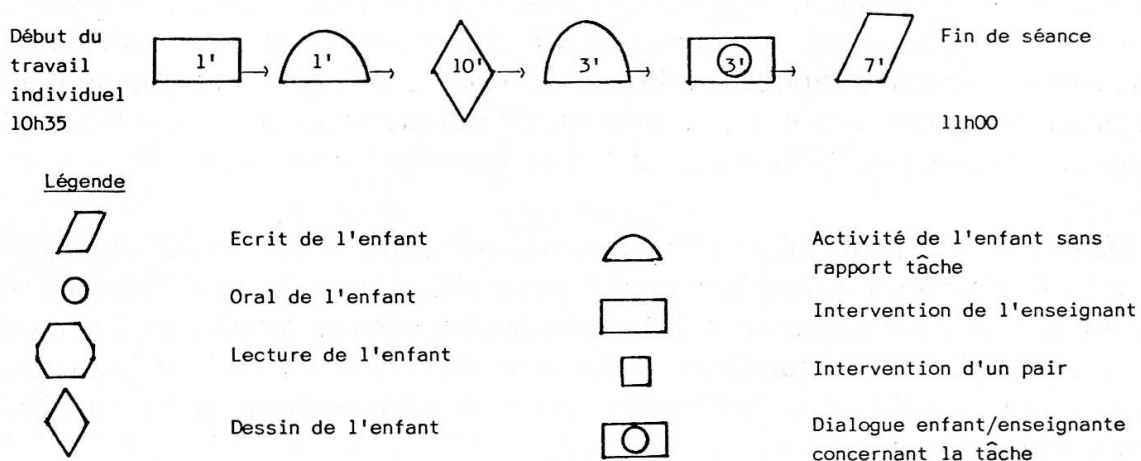 Début du
travail
individuel
10h35
1'
1'
10'
3'
3'
7'
Fin de séance
11h00
Légende
Ecrit de l'enfant
Oral de l'enfant
Lecture de l'enfant
Dessin de l'enfant
Activité de l'enfant sans
rapport tâche
Intervention de l'enseignant
Intervention d'un pair
Dialogue enfant/enseignante
concernant la tâche